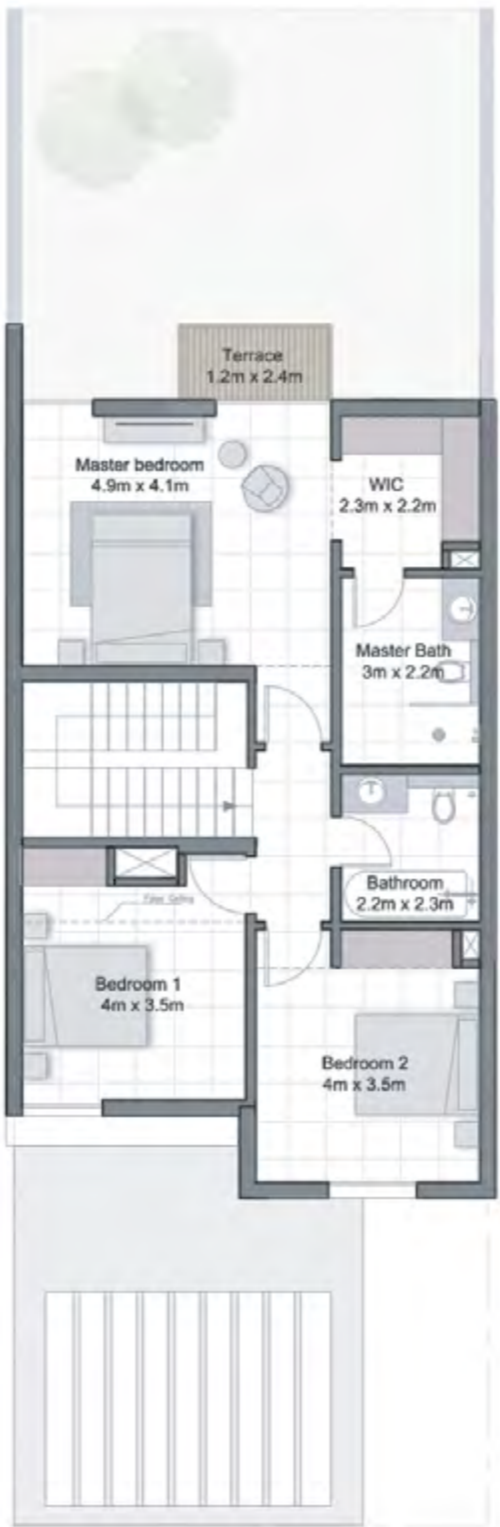 Terrace
1.2m x 2.4m
Master bedroom
4.9m x 4.1m
WIC
2.3m x 2.2m
Master Bath
3m x 2.2m
Bathroom
2.2m x 2.3m
Bedroom 1
4m x 3.5m
Bedroom 2
4m x 3.5m